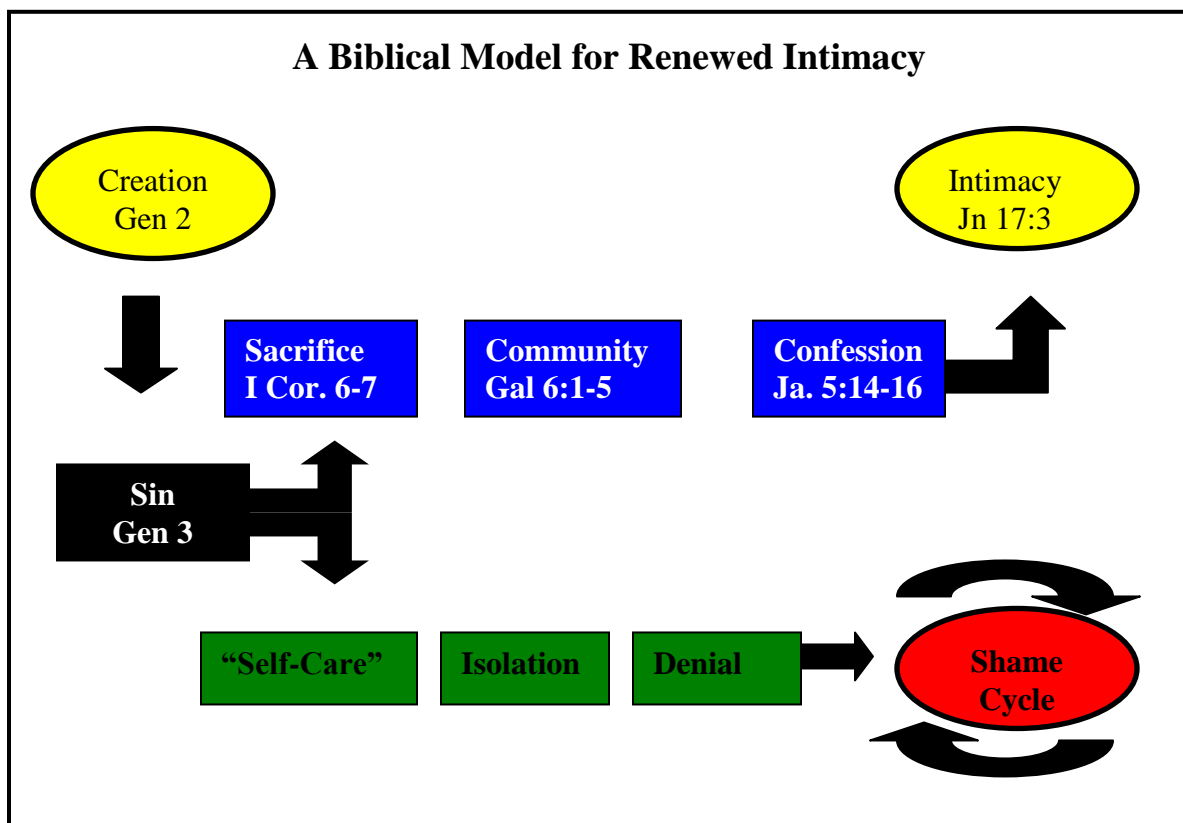 A Biblical Model for Renewed Intimacy
Creation
Gen 2
Intimacy
Jn 17:3
Sacrifice
I Cor. 6-7
Community
Gal 6:1-5
Confession
Ja. 5:14-16
Sin
Gen 3
“Self-Care”
Isolation
Denial
Shame
Cycle